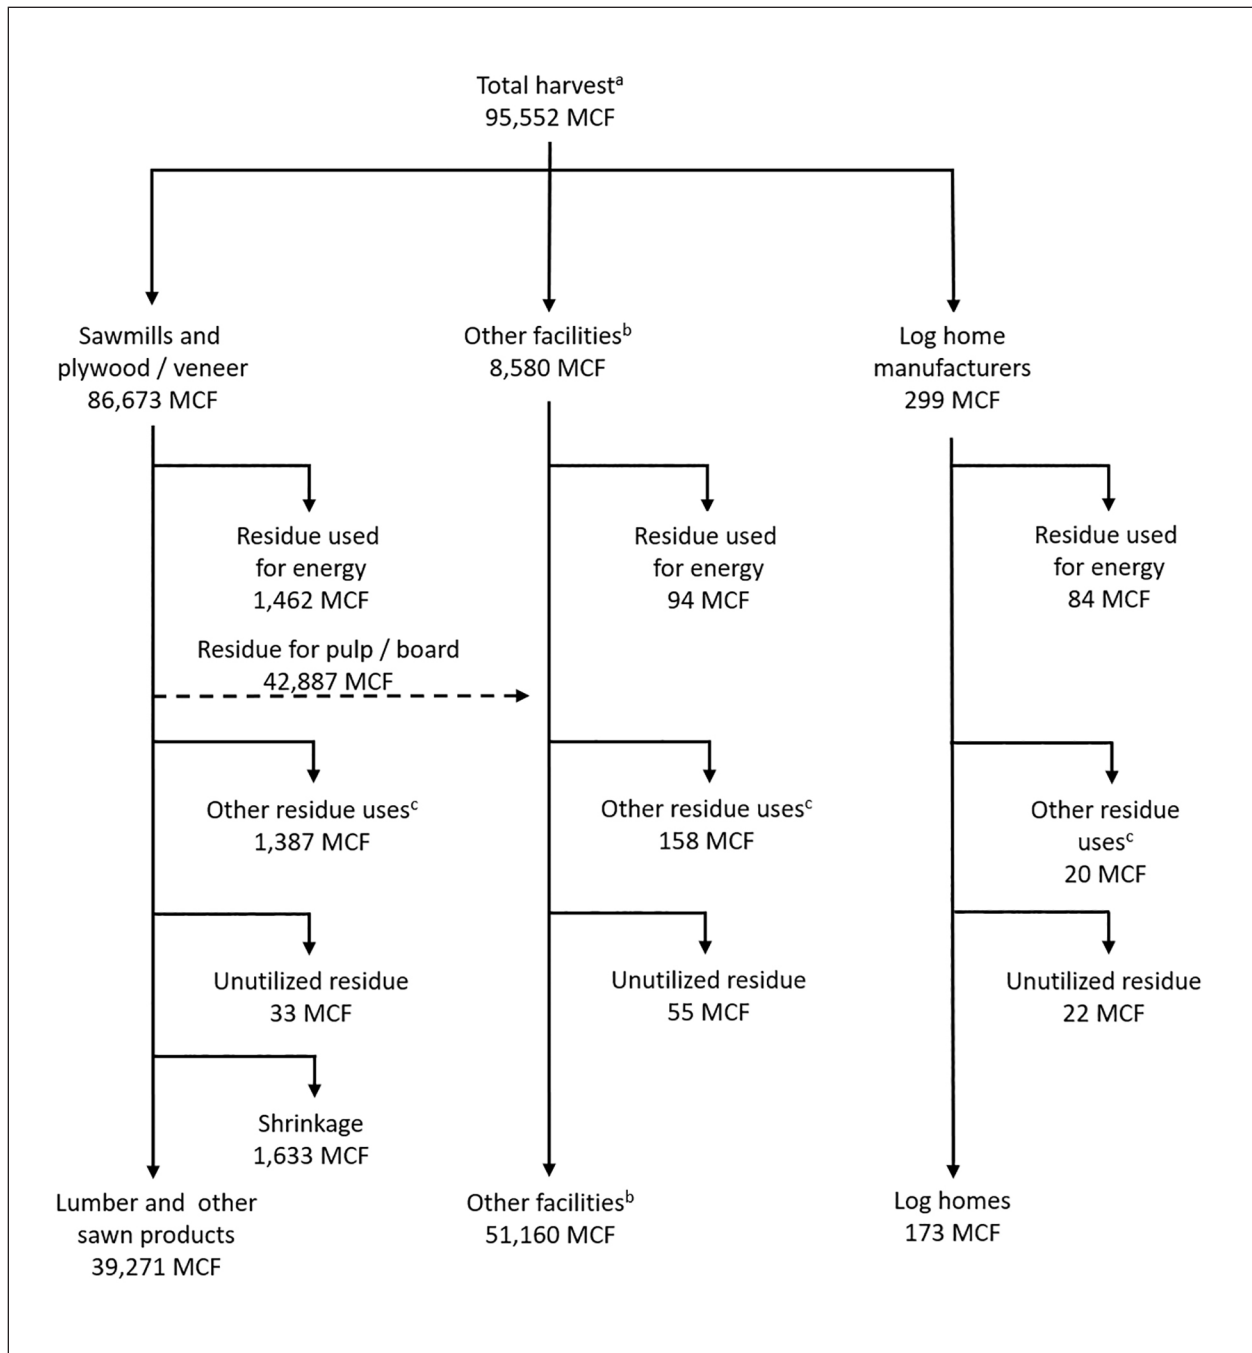 Total harvestᵃ
95,552 MCF
Sawmills and
plywood / veneer
86,673 MCF
Other facilitiesᵇ
8,580 MCF
Log home
manufacturers
299 MCF
Residue used
for energy
1,462 MCF
Residue used
for energy
94 MCF
Residue used
for energy
84 MCF
Residue for pulp / board
42,887 MCF
Other residue usesᶜ
1,387 MCF
Other residue usesᶜ
158 MCF
Other residue
usesᶜ
20 MCF
Unutilized residue
33 MCF
Unutilized residue
55 MCF
Unutilized residue
22 MCF
Shrinkage
1,633 MCF
Lumber and other
sawn products
39,271 MCF
Other facilitiesᵇ
51,160 MCF
Log homes
173 MCF